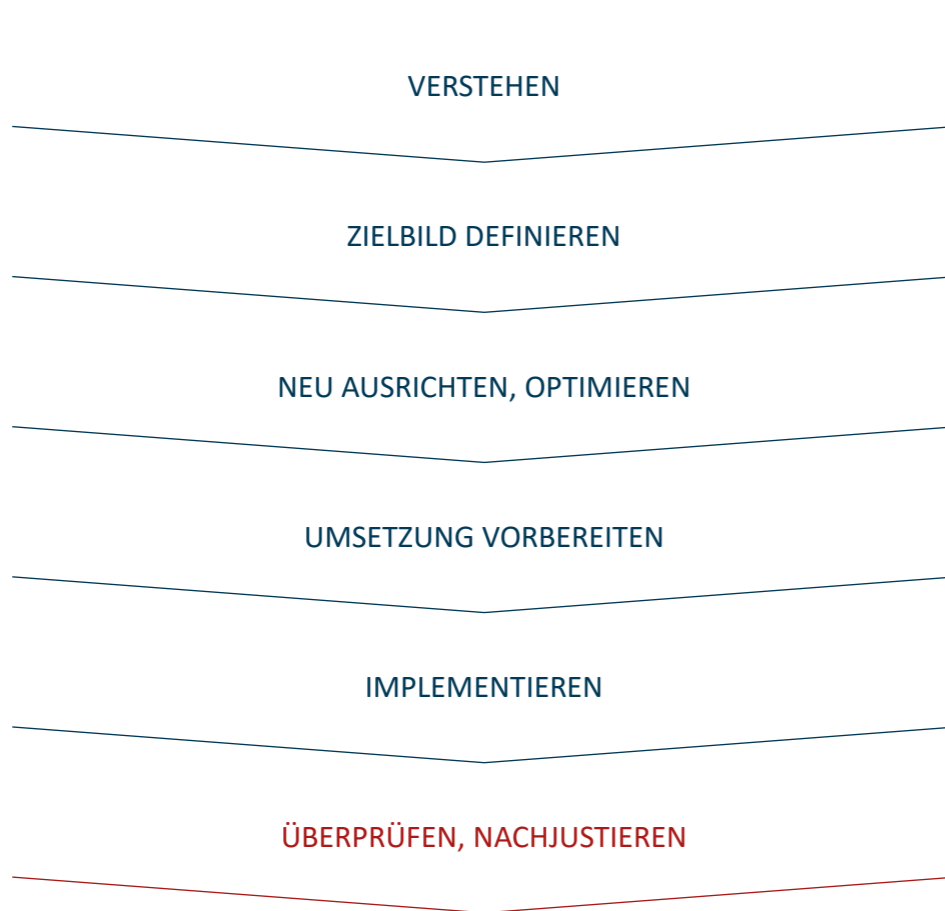 VERSTEHEN
ZIELBILD DEFINIEREN
NEU AUSRICHTEN, OPTIMIEREN
UMSETZUNG VORBEREITEN
IMPLEMENTIEREN
ÜBERPRÜFEN, NACHJUSTIEREN